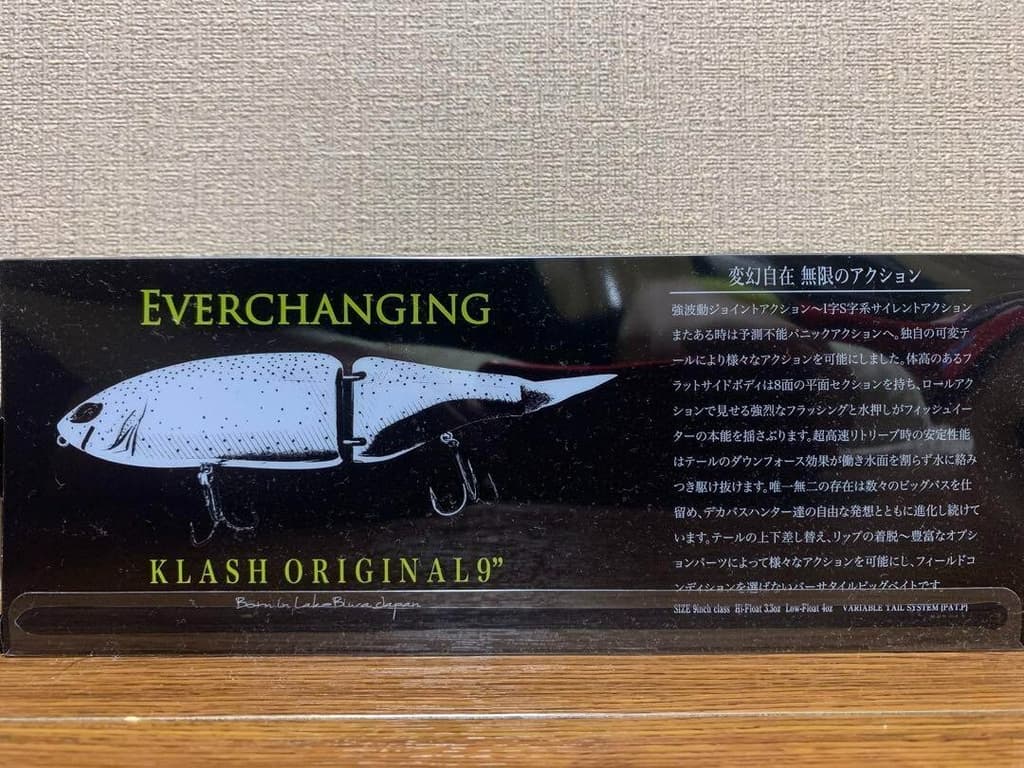 EVERCHANGING
KLASH ORIGINAL 9”
Born in Lake Biwa Japan
変幻自在 無限のアクション
強波動ジョイントアクション～I字S字系サイレントアクション
またある時は予測不能パニックアクションへ。独自の可変テ
ールにより様々なアクションを可能にしました。体高のあるフ
ラットサイドボディは8面の平面セクションを持ち、ロールアク
ションで見せる強烈なフラッシングと水押しがフィッシュイー
ターの本能を揺さぶります。超高速リトリーブ時の安定性能
はテールのダウンフォース効果が働き水面を割らず水に絡み
つき駆け抜けます。唯一無二の存在は数々のビッグバスを仕
留め、デカバスハンター達の自由な発想とともに進化し続けて
います。テールの上下差し替え、リップの着脱～豊富なオプシ
ョンパーツによって様々なアクションを可能にし、フィールドコ
ンディションを選ばないバーサタイルビッグベイトです。
SIZE 9inch class Hi-Float 3.3oz Low-Float 4oz VARIABLE TAIL SYSTEM [PAT.P]